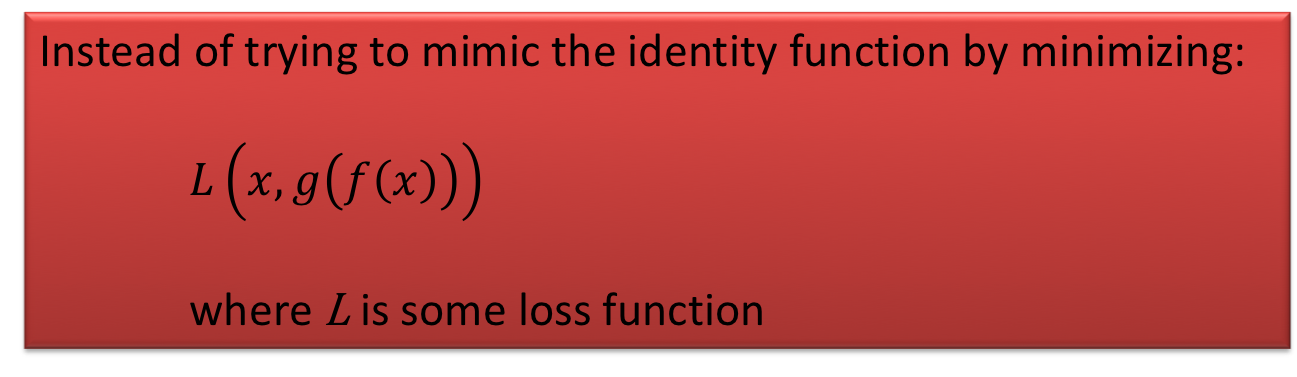 Instead of trying to mimic the identity function by minimizing:
L(x, g(f(x)))
where L is some loss function